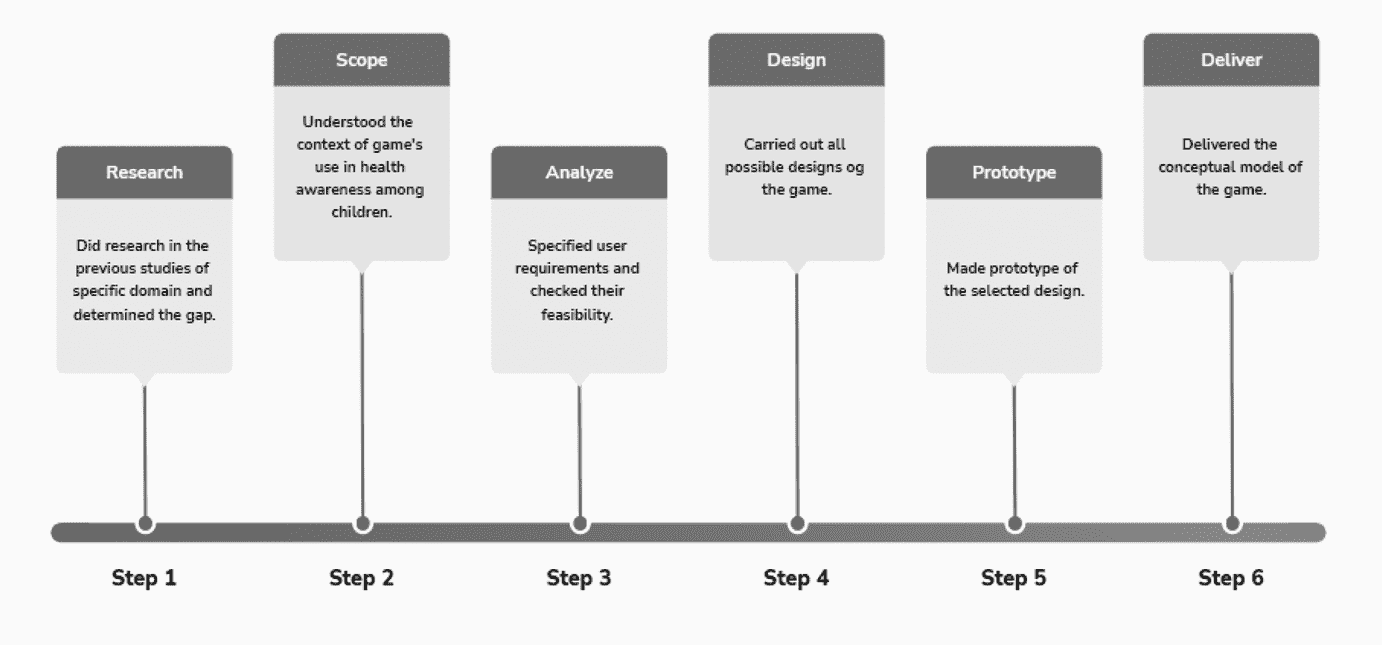 Research
Did research in the
previous studies of
specific domain and
determined the gap.
Scope
Understood the
context of game's
use in health
awareness among
children.
Analyze
Specified user
requirements and
checked their
feasibility.
Design
Carried out all
possible designs og
the game.
Prototype
Made prototype of
the selected design.
Deliver
Delivered the
conceptual model of
the game.
Step 1
Step 2
Step 3
Step 4
Step 5
Step 6